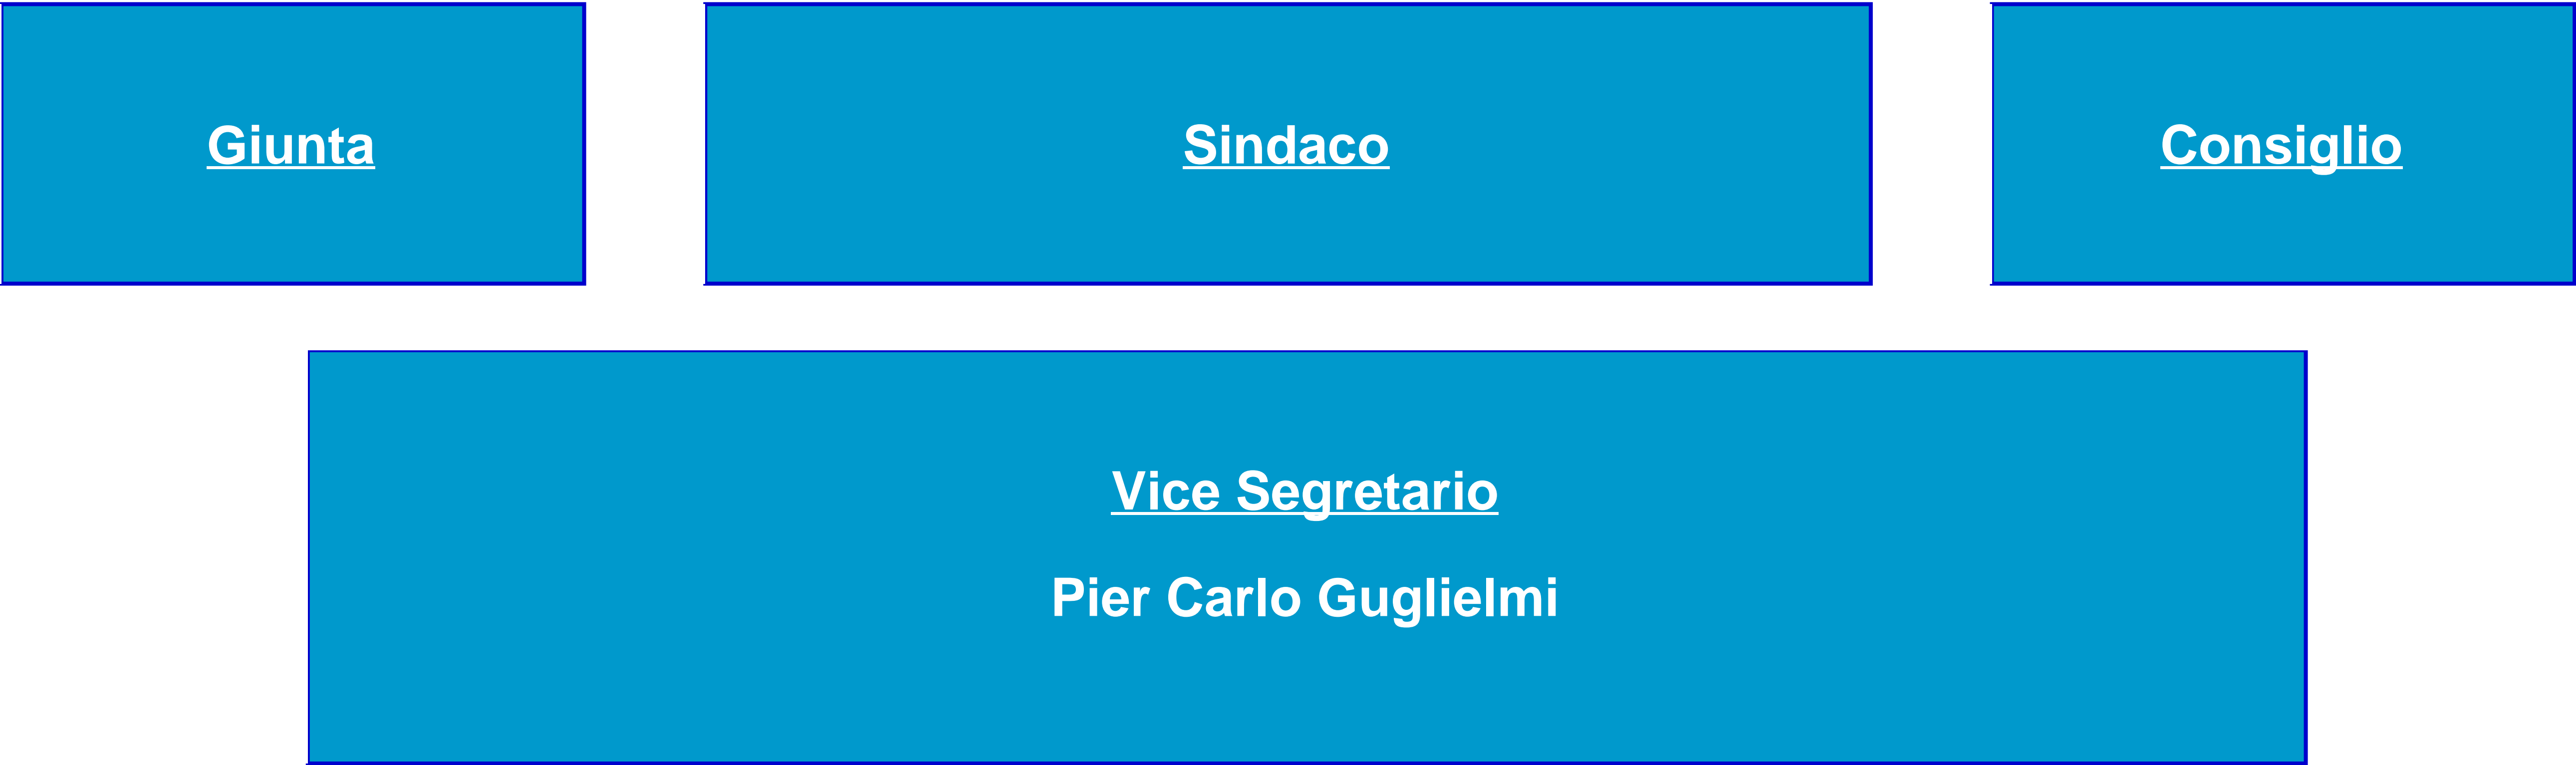 Giunta
Sindaco
Consiglio
Vice Segretario
Pier Carlo Guglielmi